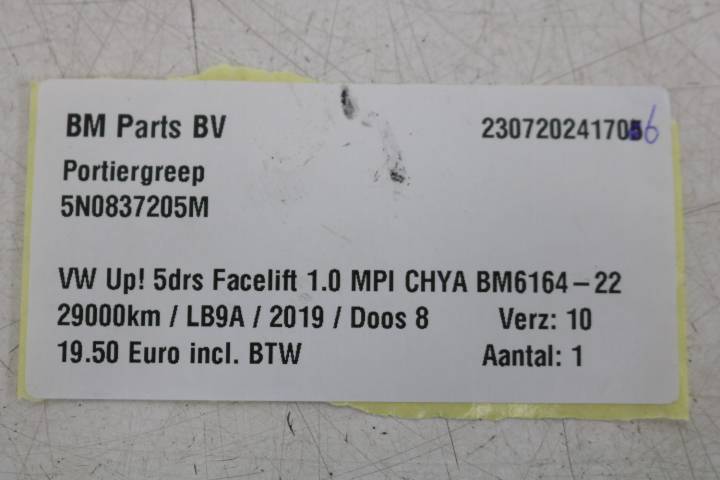 BM Parts BV 2307202417056
Portiergreep
5N0837205M
VW Up! 5drs Facelift 1.0 MPI CHYA BM6164-22
29000km / LB9A / 2019 / Doos 8 Verz: 10
19.50 Euro incl. BTW Aantal: 1